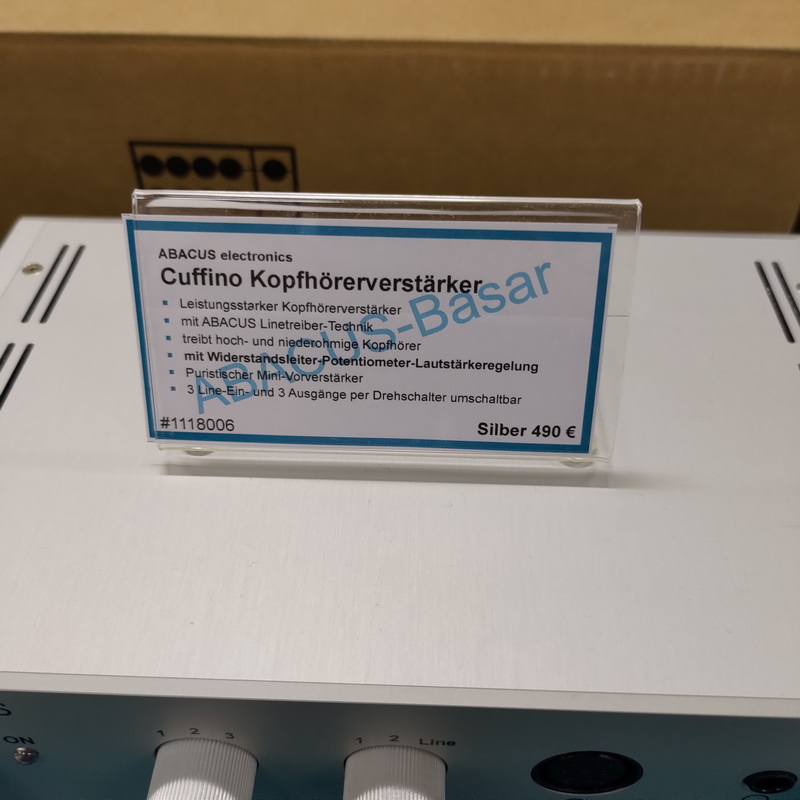 ABACUS electronics
Cuffino Kopfhörerverstärker
▪ Leistungsstarker Kopfhörerverstärker
▪ mit ABACUS Linetreiber-Technik
▪ treibt hoch- und niederohmige Kopfhörer
▪ mit Widerstandsleiter-Potentiometer-Lautstärkeregelung
▪ Puristischer Mini-Vorverstärker
▪ 3 Line-Ein- und 3 Ausgänge per Drehschalter umschaltbar
#1118006
Silber 490 €
ABACUS-Basar
ON
1 2 3
1 2 Line